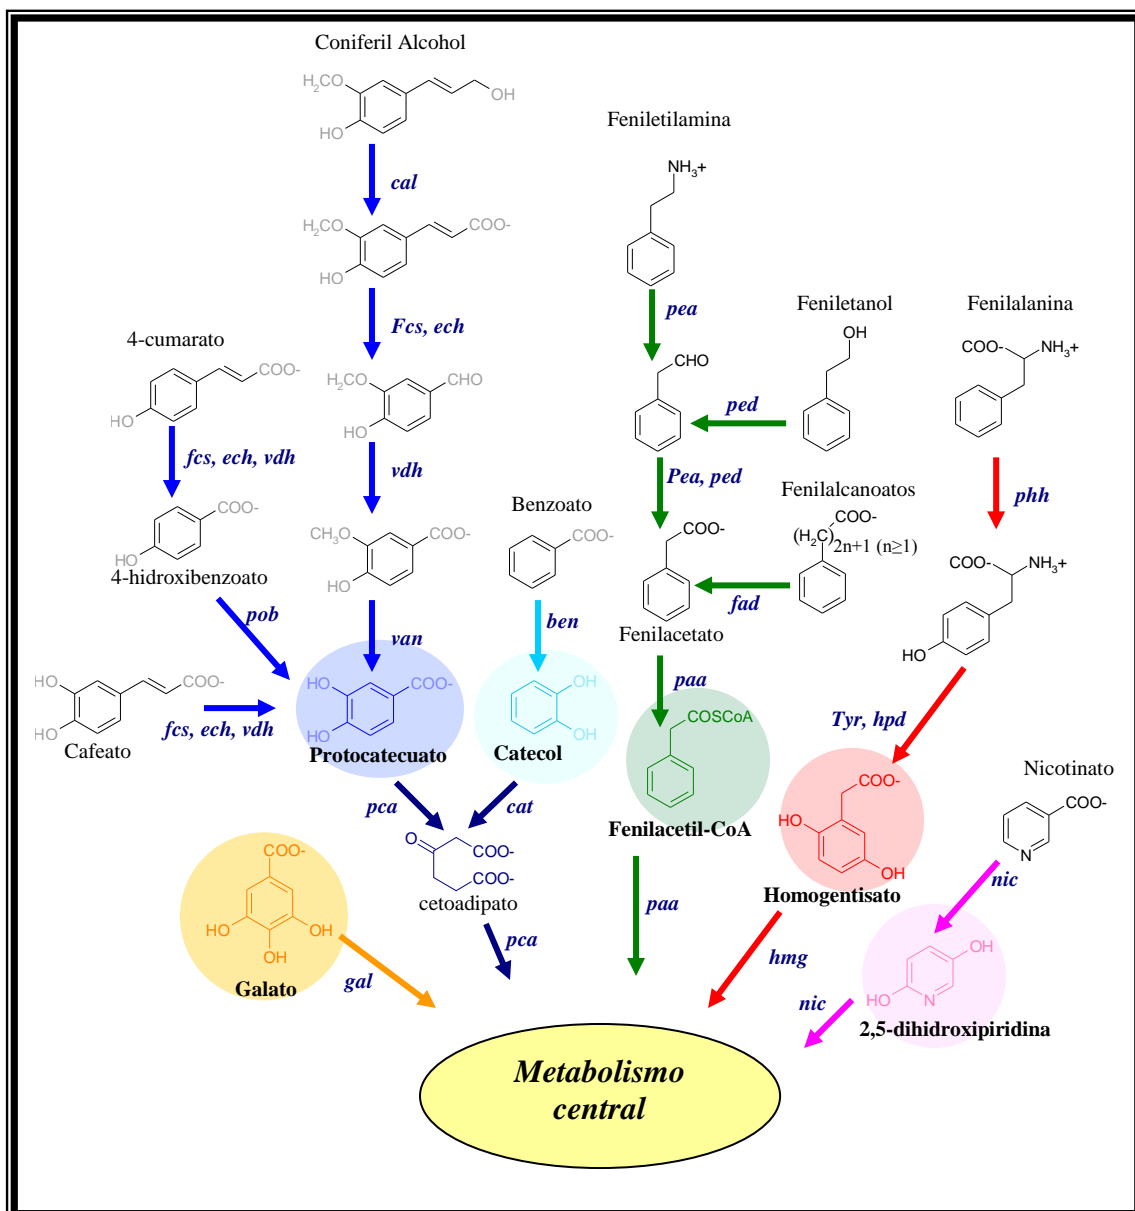 Coniferil Alcohol
H2CO
OH
HO
cal
Feniletilamina
NH3+
H2CO
COO-
HO
pea
Fcs, ech
Feniletanol
OH
Fenilalanina
COO-
NH3+
4-cumarato
COO-
HO
H2CO
CHO
HO
CHO
ped
fcs, ech, vdh
vdh
Pea, ped
Fenilalcanoatos
phh
COO-
HO
4-hidroxibenzoato
CH3O
COO-
HO
Benzoato
COO-
COO-
COO-
(H2C)2n+1 (n≥1)
fad
Fenilacetato
COO-
NH3+
HO
pob
van
ben
paa
Cafeato
HO
HO
COO-
fcs, ech, vdh
HO
HO
COO-
Protocatecuato
OH
OH
Catecol
COSCoA
Fenilacetil-CoA
Tyr, hpd
COO-
HO
OH
Homogentisato
Nicotinato
COO-
N
pca
cat
O
COO-
COO-
cetoadipato
nic
COO-
HO
OH
OH
Galato
gal
pca
paa
hmg
OH
HO
N
2,5-dihidroxipiridina
nic
Metabolismo
central